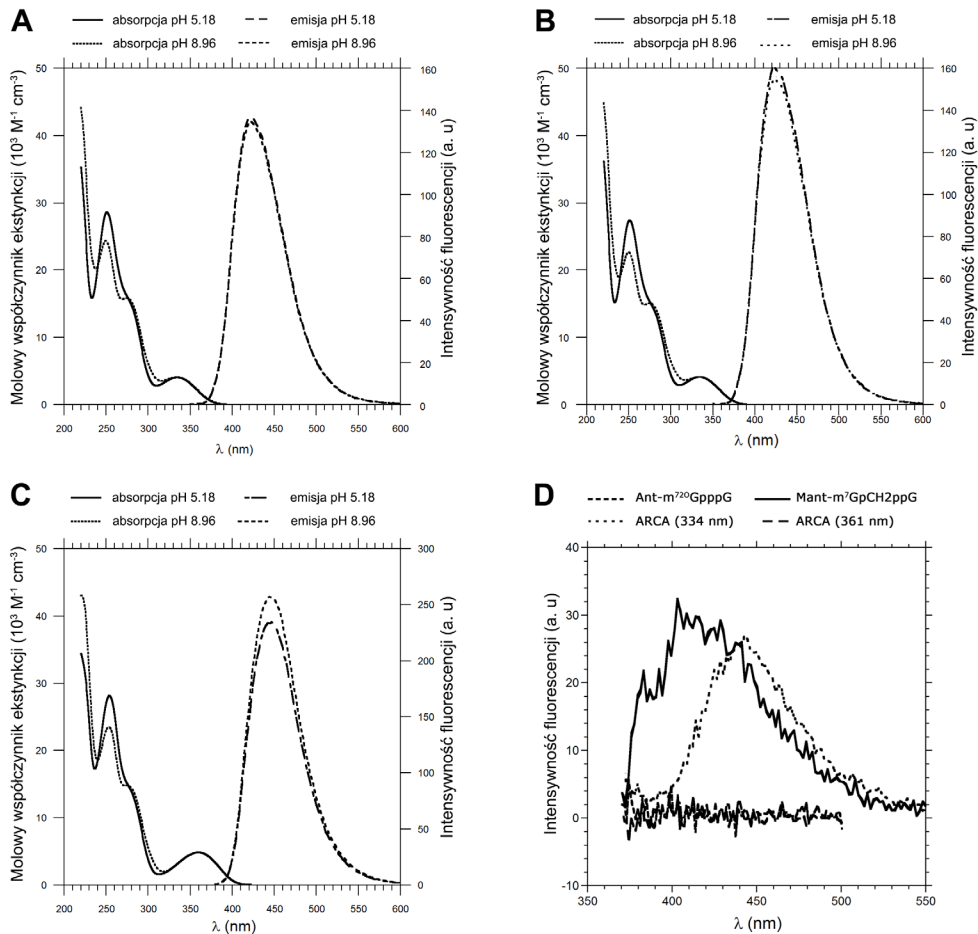 A
absorpcja pH 5.18
emisja pH 5.18
absorpcja pH 8.96
emisja pH 8.96
Molowy współczynnik ekstynkcji (10³ M⁻¹ cm⁻³)
50
40
30
20
10
0
160
140
120
100
80
60
40
20
0
Intensywność fluorescencji (a. u)
200 250 300 350 400 450 500 550 600
λ (nm)
B
absorpcja pH 5.18
emisja pH 5.18
absorpcja pH 8.96
emisja pH 8.96
Molowy współczynnik ekstynkcji (10³ M⁻¹ cm⁻³)
50
40
30
20
10
0
160
140
120
100
80
60
40
20
0
Intensywność fluorescencji (a. u)
200 250 300 350 400 450 500 550 600
λ (nm)
C
absorpcja pH 5.18
emisja pH 5.18
absorpcja pH 8.96
emisja pH 8.96
Molowy współczynnik ekstynkcji (10³ M⁻¹ cm⁻³)
50
40
30
20
10
0
300
250
200
150
100
50
0
Intensywność fluorescencji (a. u)
200 250 300 350 400 450 500 550 600
λ (nm)
D
Ant-m⁷²⁰GpppG
Mant-m⁷GpCH2ppG
ARCA (334 nm)
ARCA (361 nm)
Intensywność fluorescencji (a. u)
40
30
20
10
0
-10
350 400 450 500 550
λ (nm)